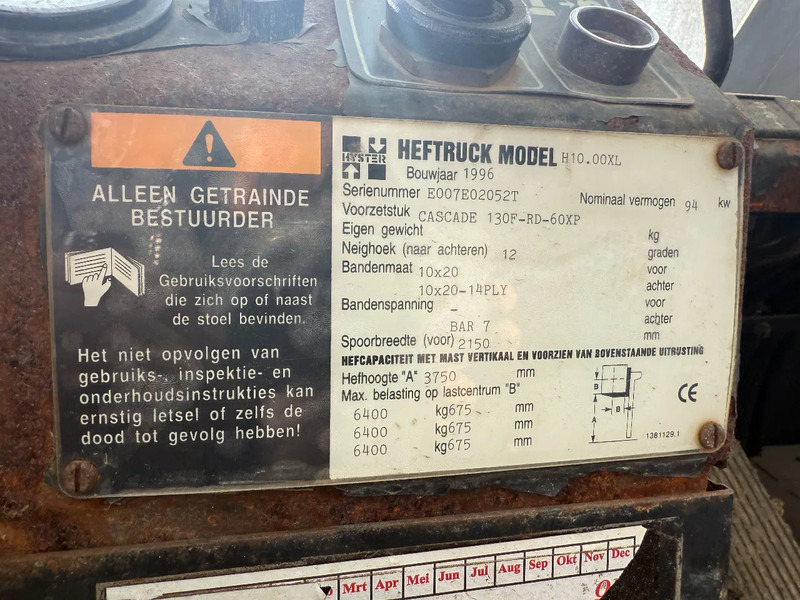 ALLEEN GETRAINDE
BESTUURDER
Lees de
Gebruiksvoorschriften
die zich op of naast
de stoel bevinden.
Het niet opvolgen van
gebruiks-, inspektie- en
onderhoudsinstrukties kan
ernstig letsel of zelfs de
dood tot gevolg hebben!
HYSTER HEFTRUCK MODEL H10.00XL
Bouwjaar 1996
Serienummer E007E02052T Nominaal vermogen 94 kw
Voorzetstuk CASCADE 130F-RD-60XP
Eigen gewicht kg
Neighoek (naar achteren) 12 graden
Bandenmaat 10x20 voor
10x20-14PLY achter
Bandenspanning - voor
BAR 7 achter
Spoorbreedte (voor) 2150 mm
HEFCAPACITEIT MET MAST VERTIKAAL EN VOORZIEN VAN BOVENSTAANDE UITRUSTING
Hefhoogte "A" 3750 mm
Max. belasting op lastcentrum "B"
6400 kg675 mm
6400 kg675 mm
6400 kg675 mm
B
B
A
CE
1381129.1
Mrt Apr Mei Jun Jul Aug Sep Okt Nov Dec